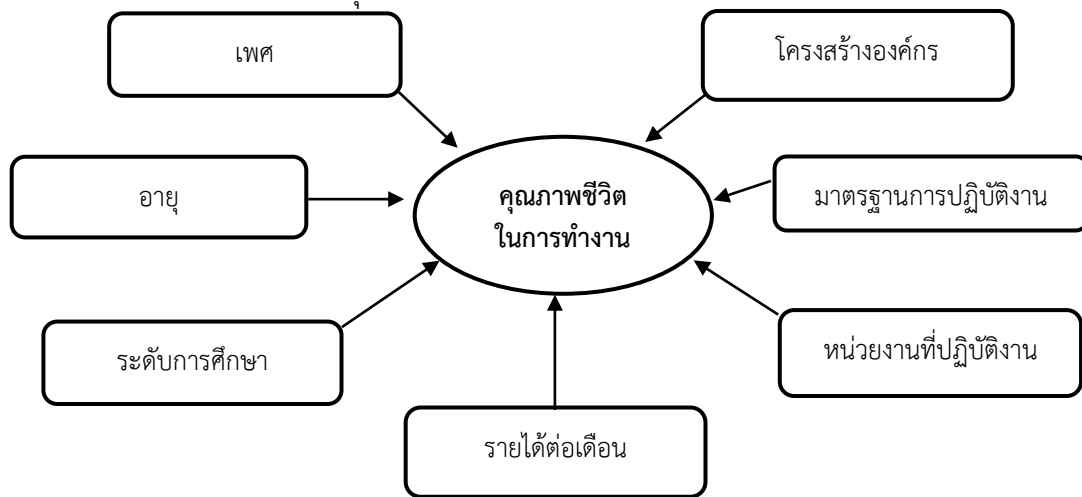 เพศ
โครงสร้างองค์กร
อายุ
คุณภาพชีวิต
ในการทำงาน
มาตรฐานการปฏิบัติงาน
ระดับการศึกษา
หน่วยงานที่ปฏิบัติงาน
รายได้ต่อเดือน